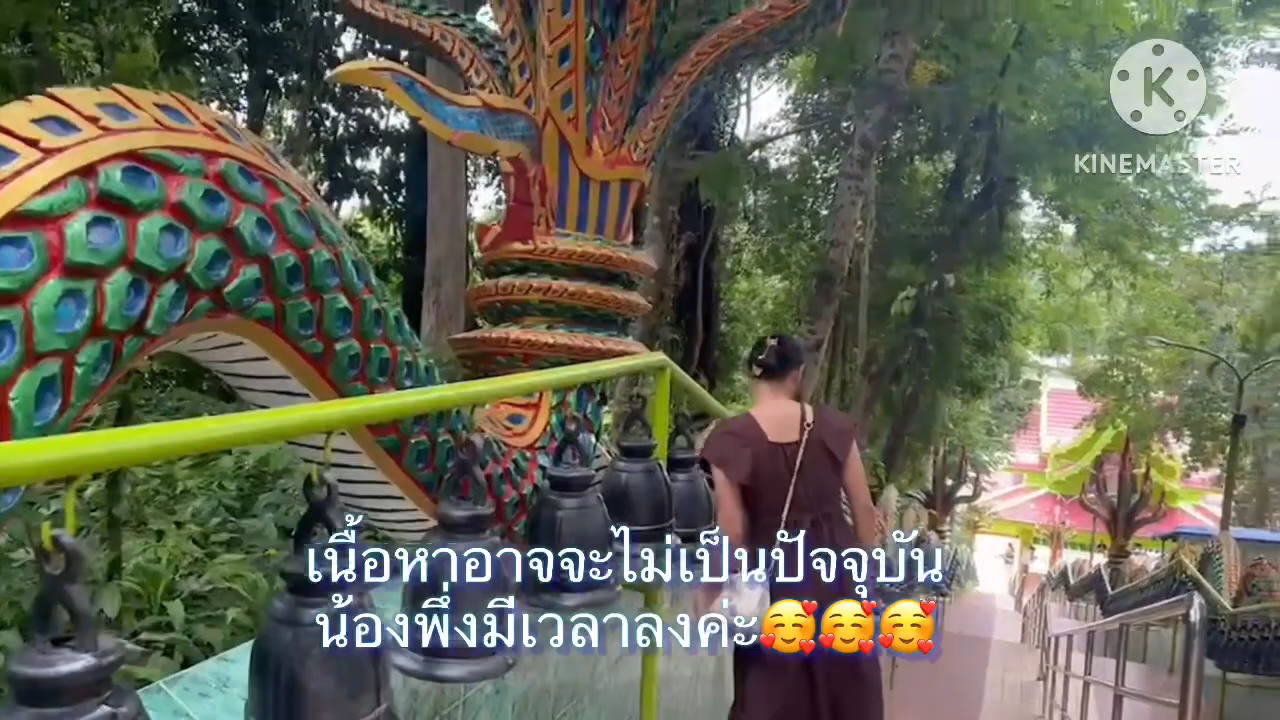 K
KINEMASTER
เนื้อหาอาจจะไม่เป็นปัจจุบัน
น้องพึ่งมีเวลาลงค่ะ🥰🥰🥰